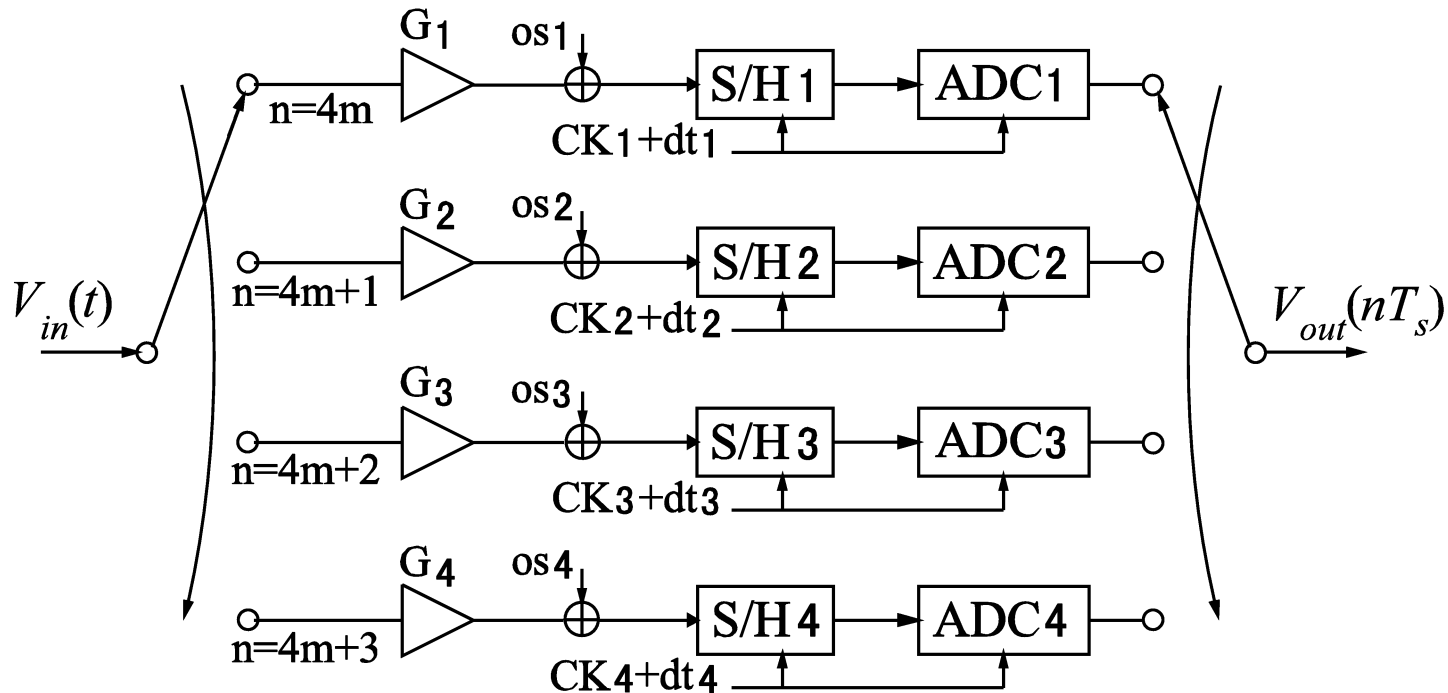 G1
os1
S/H1
ADC1
n=4m
CK1+dt1
G2
os2
S/H2
ADC2
n=4m+1
CK2+dt2
Vin(t)
Vout(nTs)
G3
os3
S/H3
ADC3
n=4m+2
CK3+dt3
G4
os4
S/H4
ADC4
n=4m+3
CK4+dt4